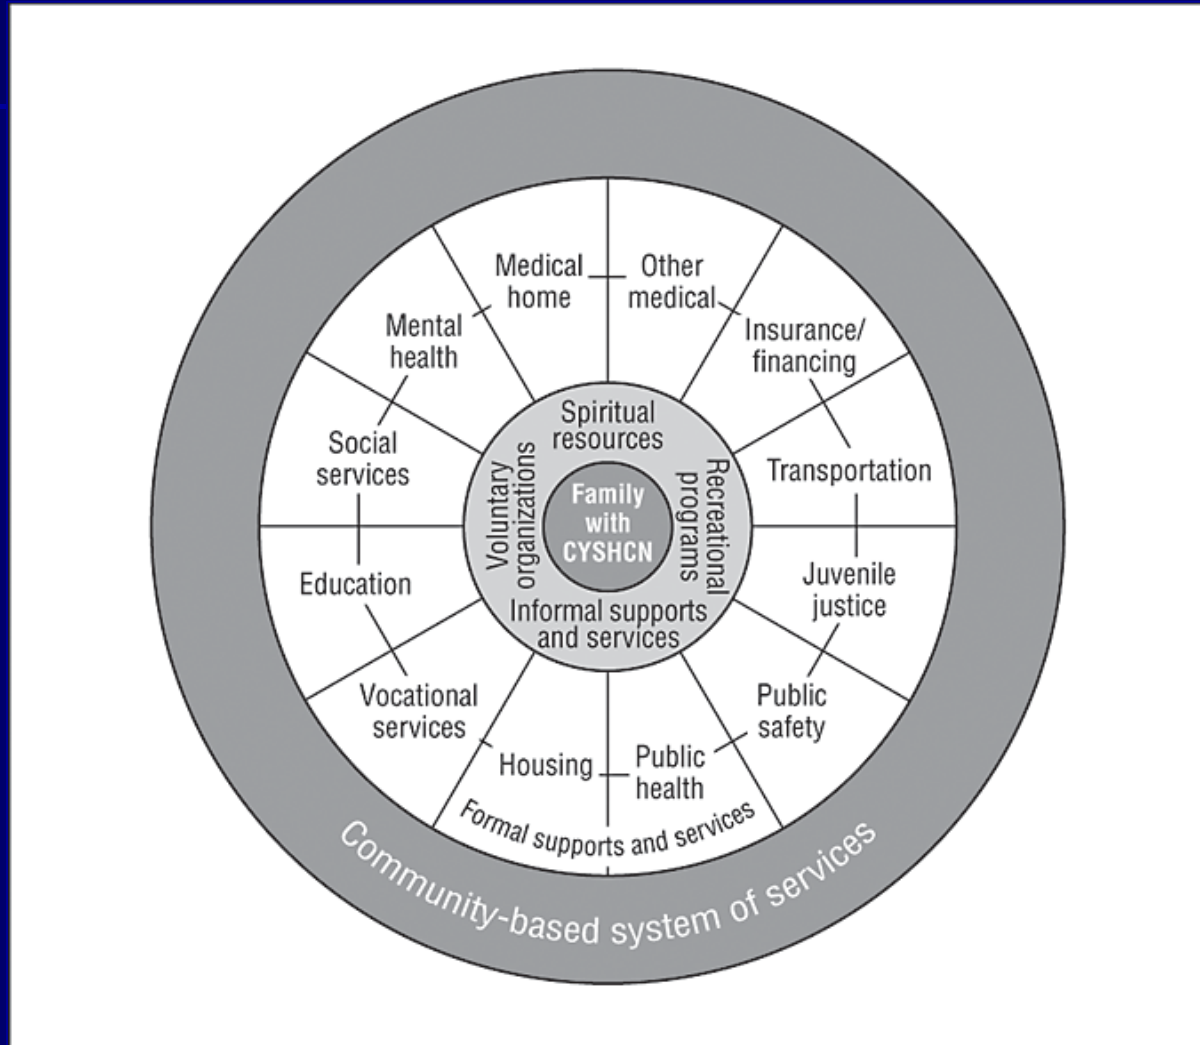 Medical
home
Other
medical
Insurance/
financing
Transportation
Juvenile
justice
Public
safety
Public
health
Housing
Vocational
services
Education
Social
services
Mental
health
Spiritual
resources
Recreational
programs
Informal supports
and services
Voluntary
organizations
Family
with
CYSHCN
Formal supports and services
Community-based system of services